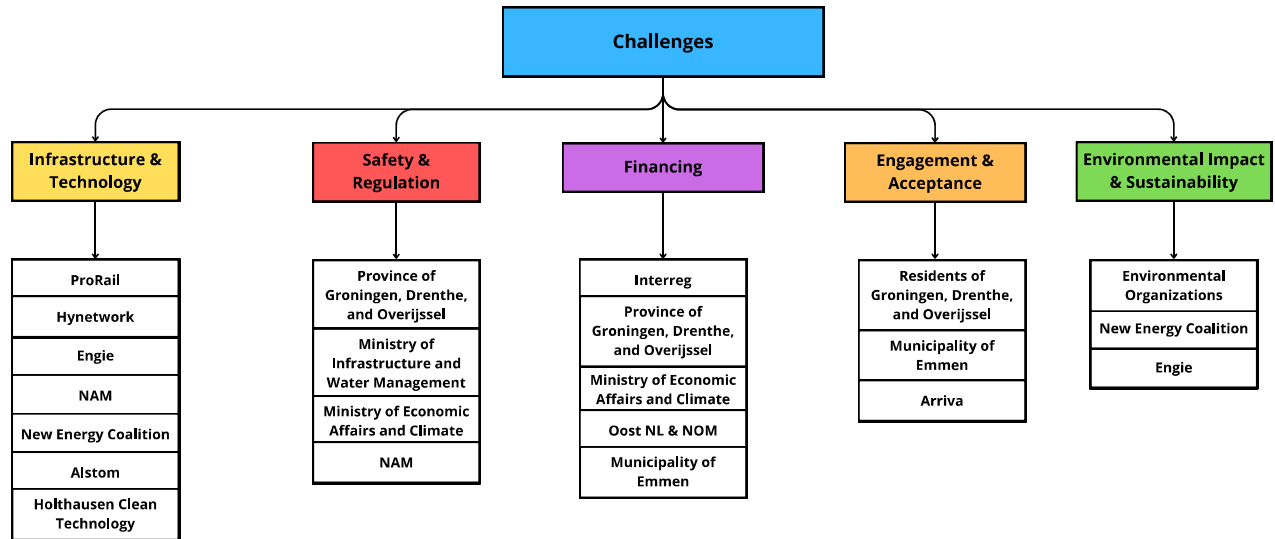 Challenges
Infrastructure &
Technology
Safety &
Regulation
Financing
Engagement &
Acceptance
Environmental Impact
& Sustainability
ProRail
Hynetwork
Engie
NAM
New Energy Coalition
Alstom
Holthausen Clean
Technology
Province of
Groningen, Drenthe,
and Overijssel
Ministry of
Infrastructure and
Water Management
Ministry of Economic
Affairs and Climate
NAM
Interreg
Province of
Groningen, Drenthe,
and Overijssel
Ministry of Economic
Affairs and Climate
Oost NL & NOM
Municipality of
Emmen
Residents of
Groningen, Drenthe,
and Overijssel
Municipality of
Emmen
Arriva
Environmental
Organizations
New Energy Coalition
Engie